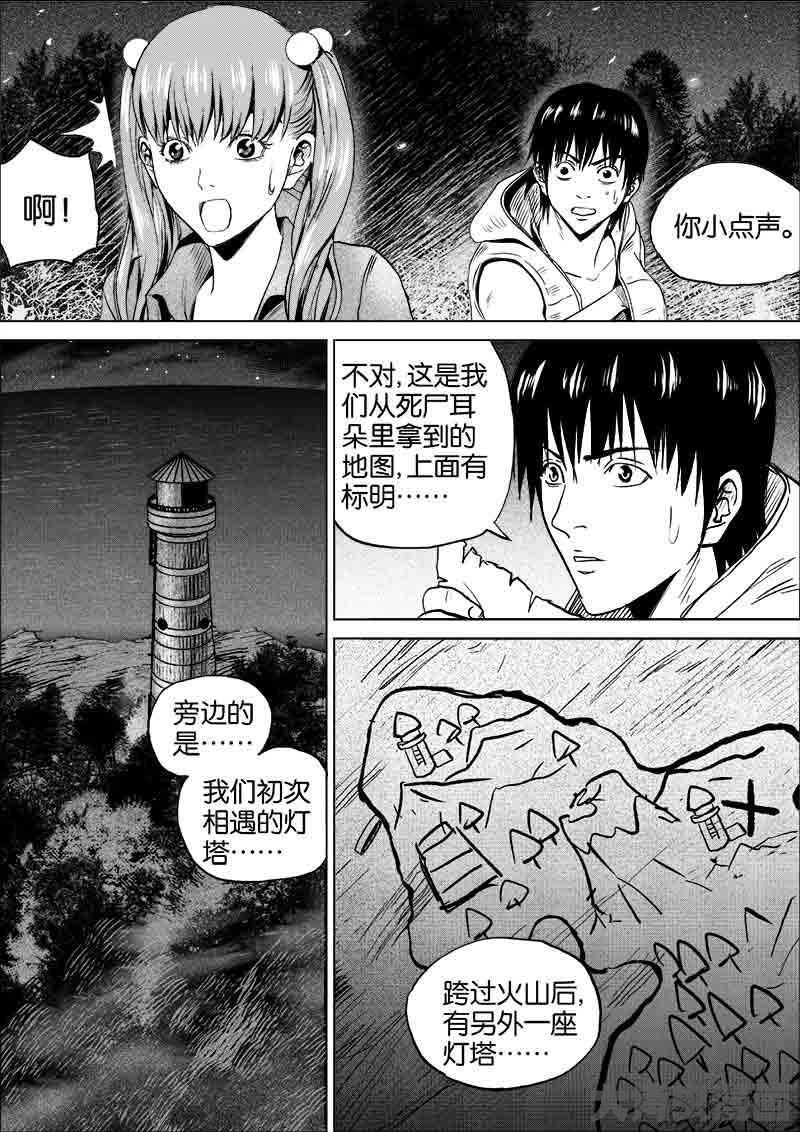 啊！
你小点声。
旁边的
是……
我们初次
相遇的灯
塔……
不对，这是我
们从死尸耳
朵里拿到的
地图，上面有
标明……
跨过火山后，
有另外一座
灯塔……